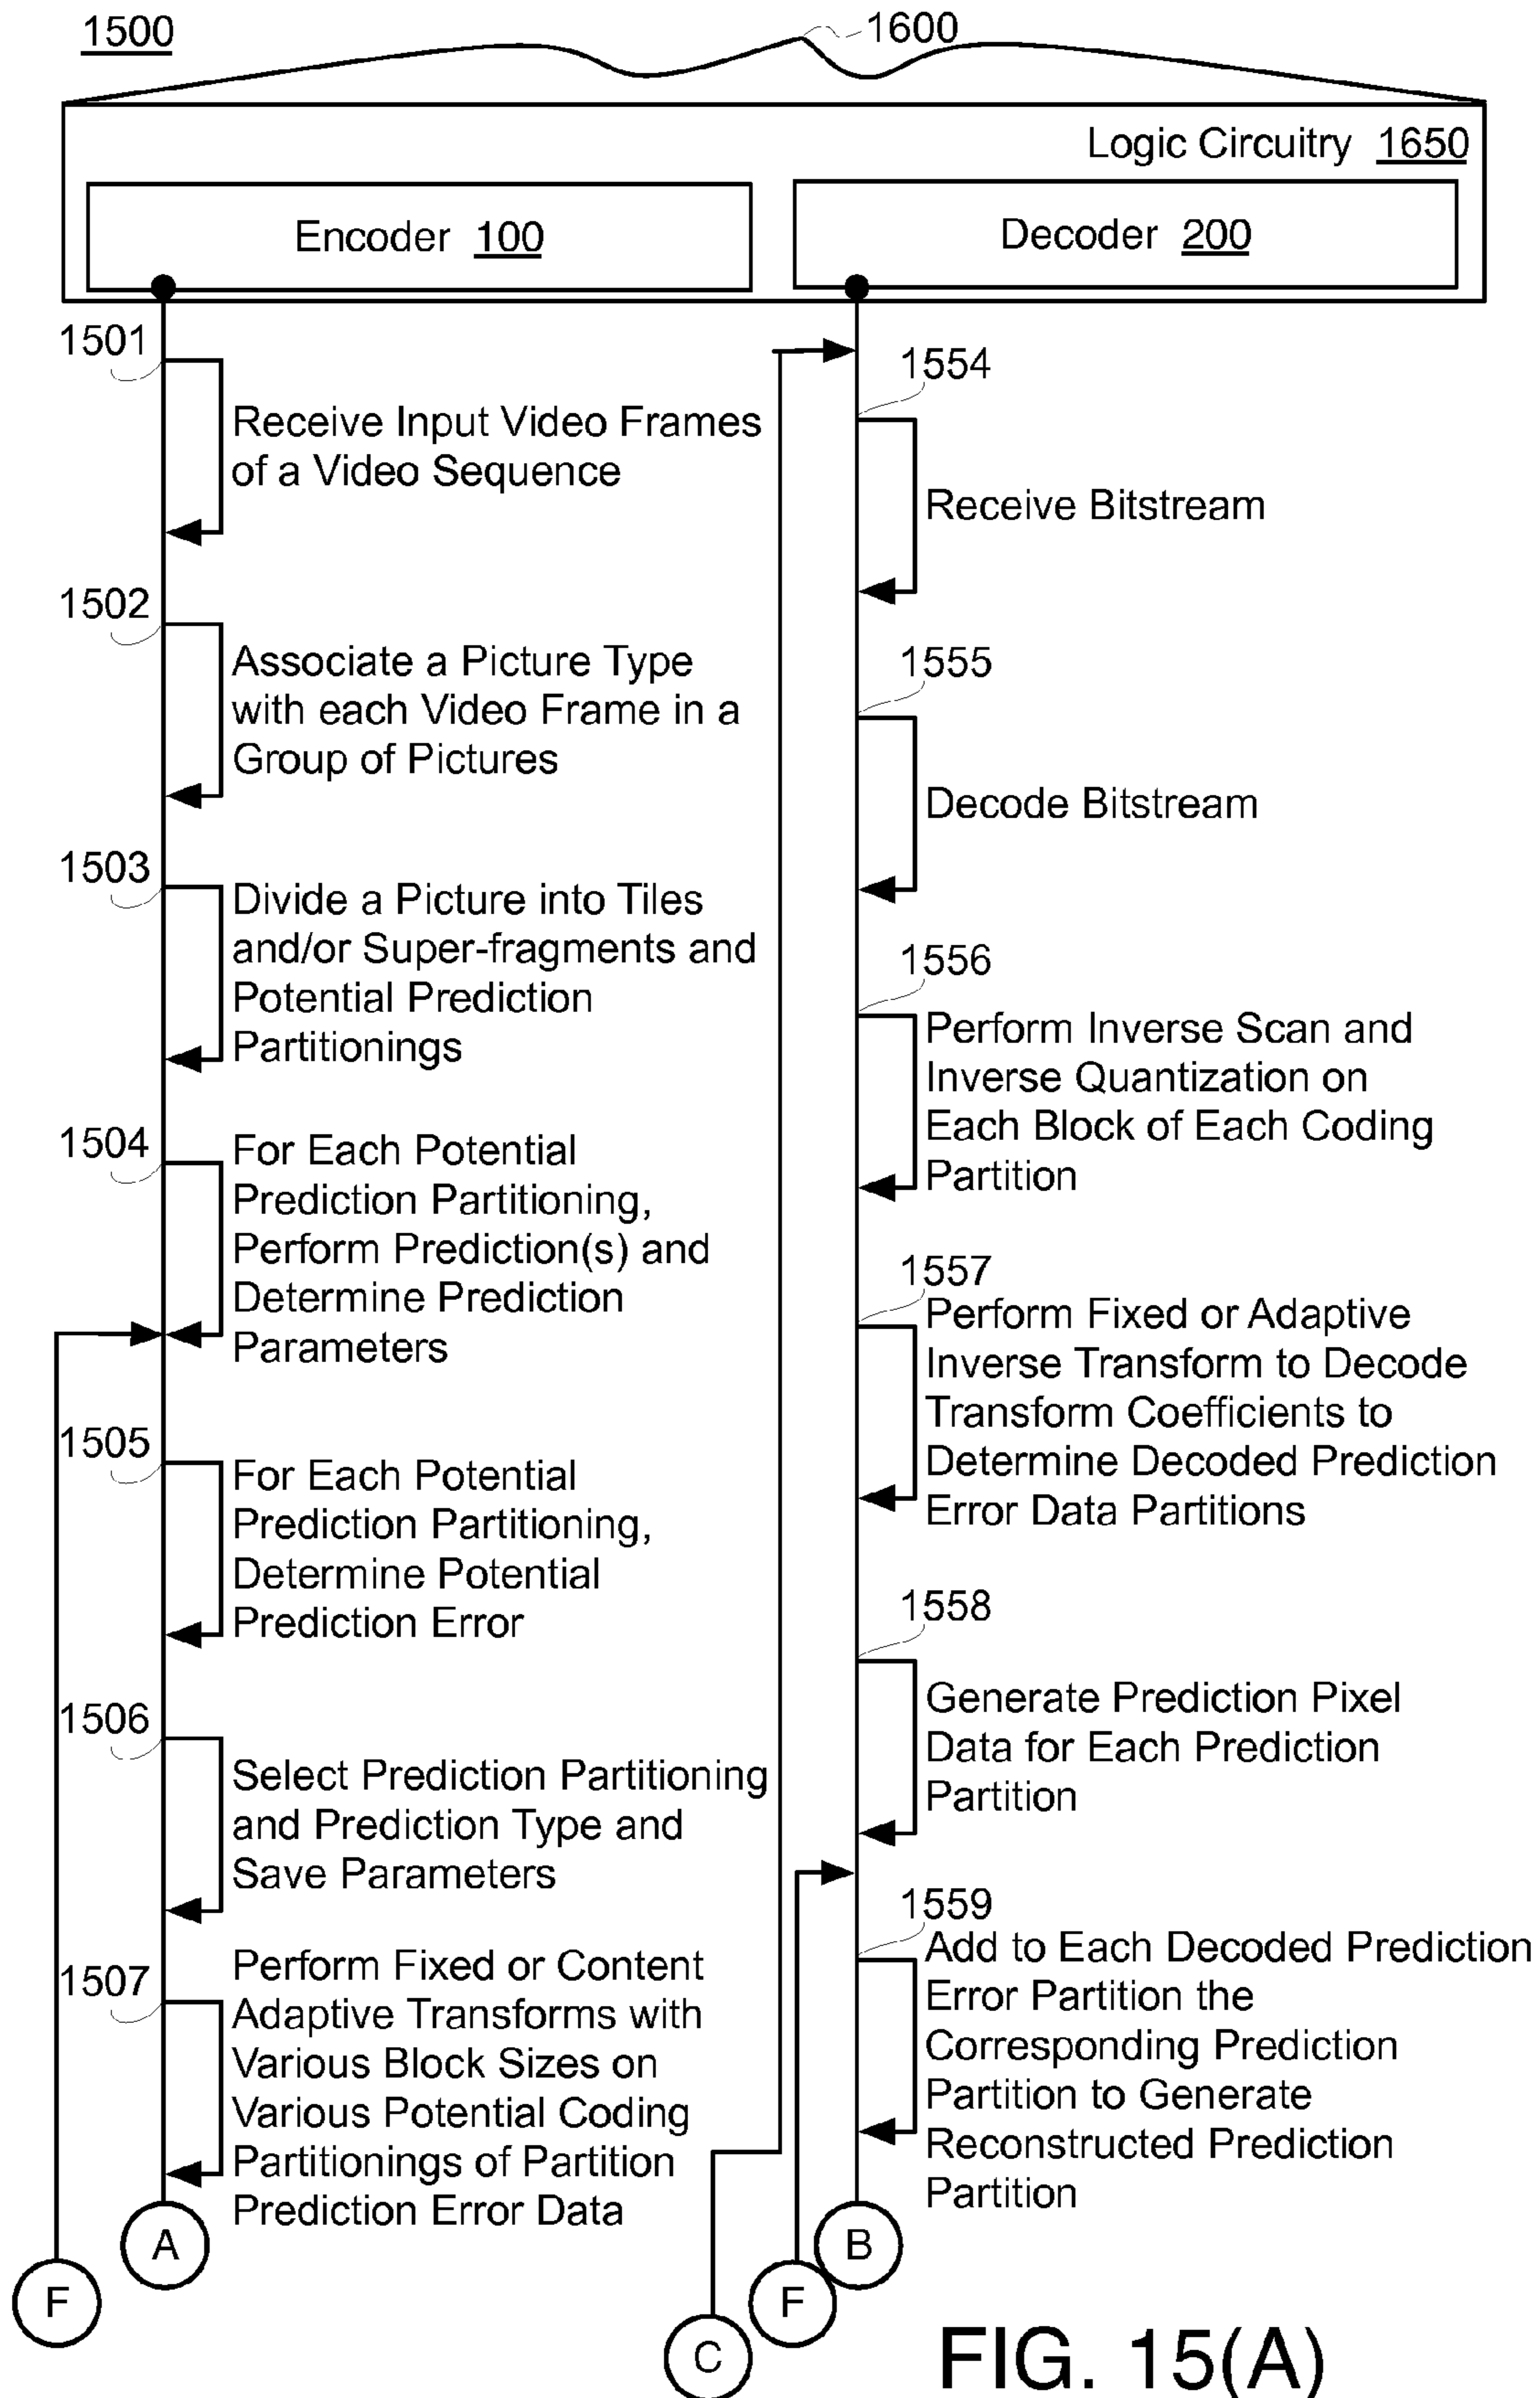 1500
1600
Logic Circuitry 1650
Encoder 100
Decoder 200
1501
Receive Input Video Frames
of a Video Sequence
1502
Associate a Picture Type
with each Video Frame in a
Group of Pictures
1503
Divide a Picture into Tiles
and/or Super-fragments and
Potential Prediction
Partitionings
1504
For Each Potential
Prediction Partitioning,
Perform Prediction(s) and
Determine Prediction
Parameters
1505
For Each Potential
Prediction Partitioning,
Determine Potential
Prediction Error
1506
Select Prediction Partitioning
and Prediction Type and
Save Parameters
1507
Perform Fixed or Content
Adaptive Transforms with
Various Block Sizes on
Various Potential Coding
Partitionings of Partition
Prediction Error Data
A
F
1554
Receive Bitstream
1555
Decode Bitstream
1556
Perform Inverse Scan and
Inverse Quantization on
Each Block of Each Coding
Partition
1557
Perform Fixed or Adaptive
Inverse Transform to Decode
Transform Coefficients to
Determine Decoded Prediction
Error Data Partitions
1558
Generate Prediction Pixel
Data for Each Prediction
Partition
1559
Add to Each Decoded Prediction
Error Partition the
Corresponding Prediction
Partition to Generate
Reconstructed Prediction
Partition
B
F
C
FIG. 15(A)